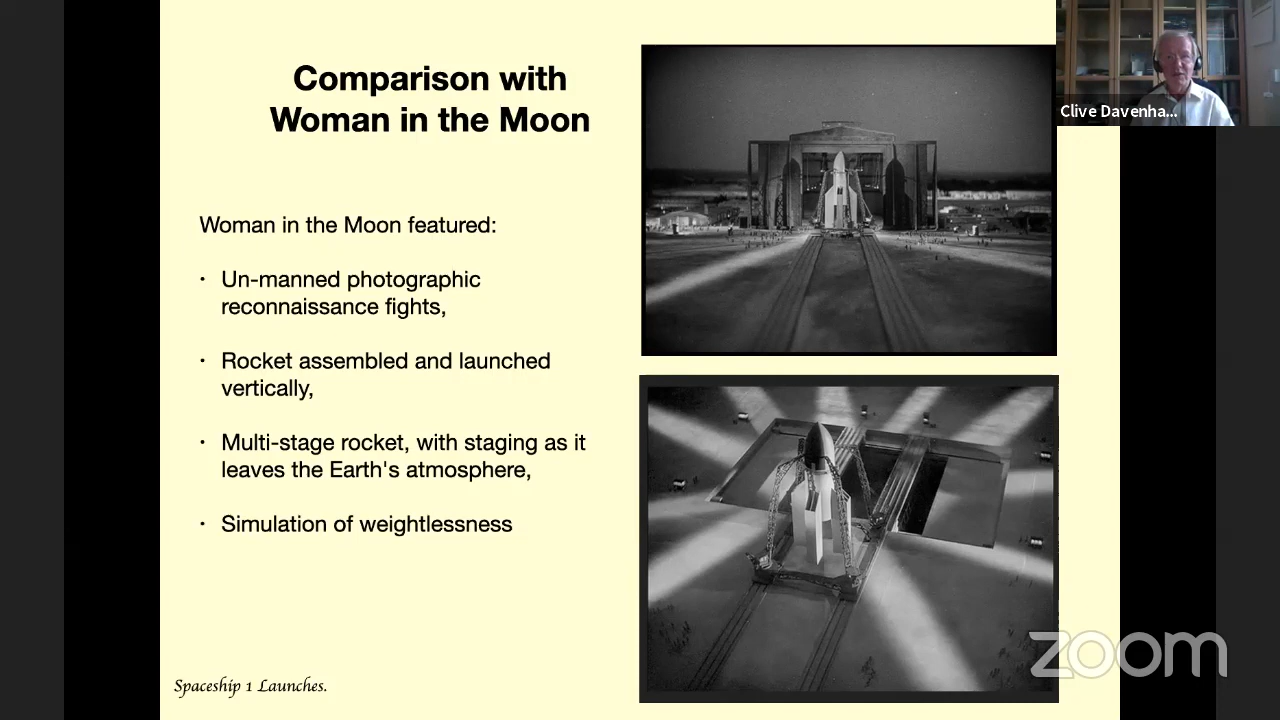 Comparison with
Woman in the Moon
Clive Davenha...
Woman in the Moon featured:
· Un-manned photographic
reconnaissance fights,
· Rocket assembled and launched
vertically,
· Multi-stage rocket, with staging as it
leaves the Earth's atmosphere,
· Simulation of weightlessness
Spaceship 1 Launches.
zoom